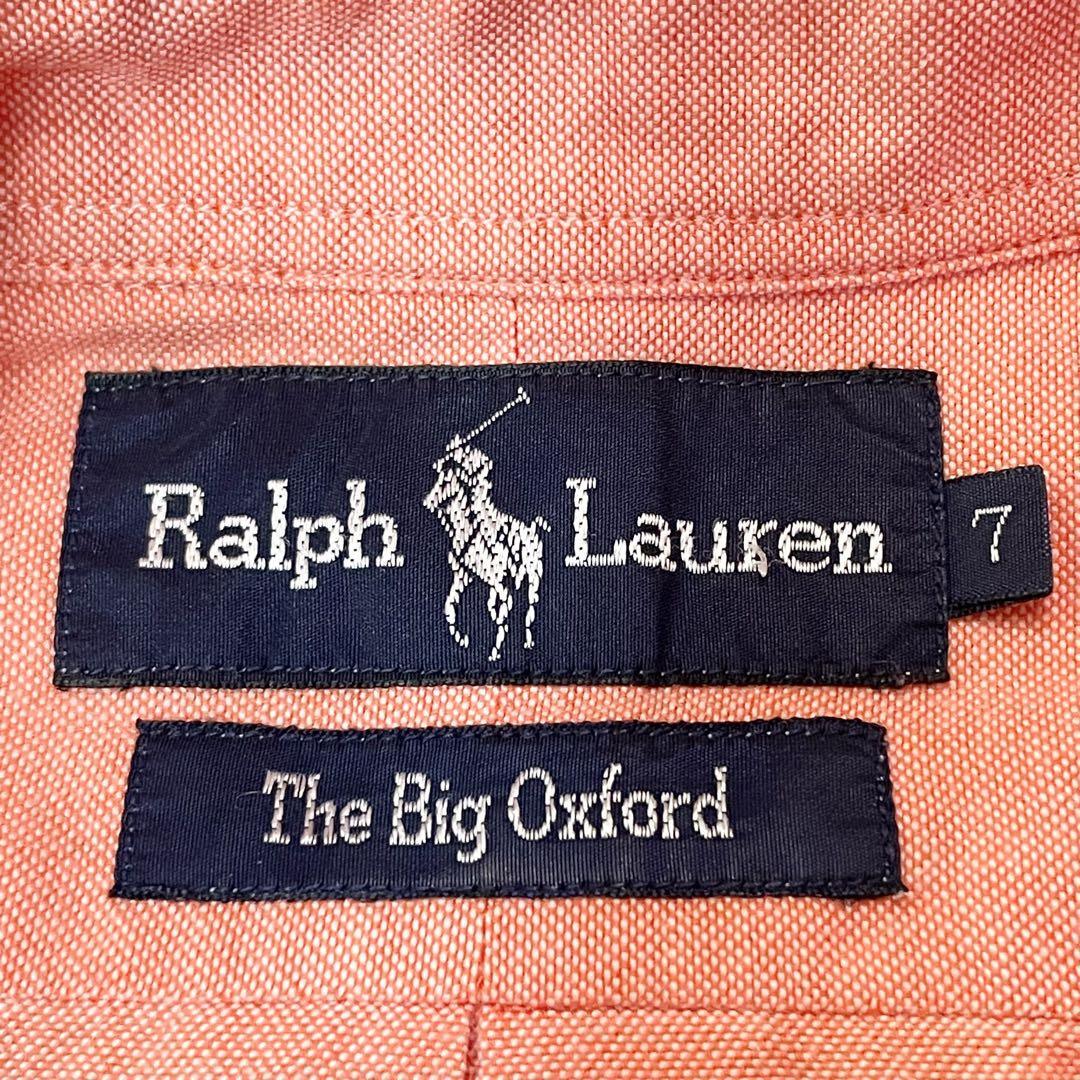 Ralph Lauren
7
The Big Oxford